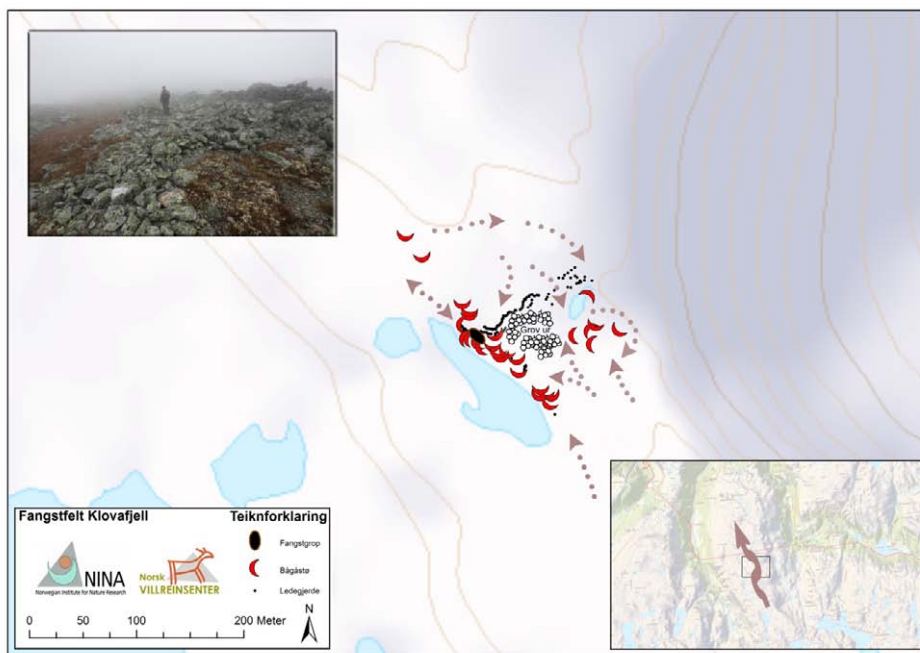 Grov ur
Fangstfelt Klovafjell
Teiknforklaring
Fangstgrop
Bågåstø
Ledegjerde
NINA
Norwegian Institute for Nature Research
Norsk
VILLREINSENTER
N
0 50 100 200 Meter